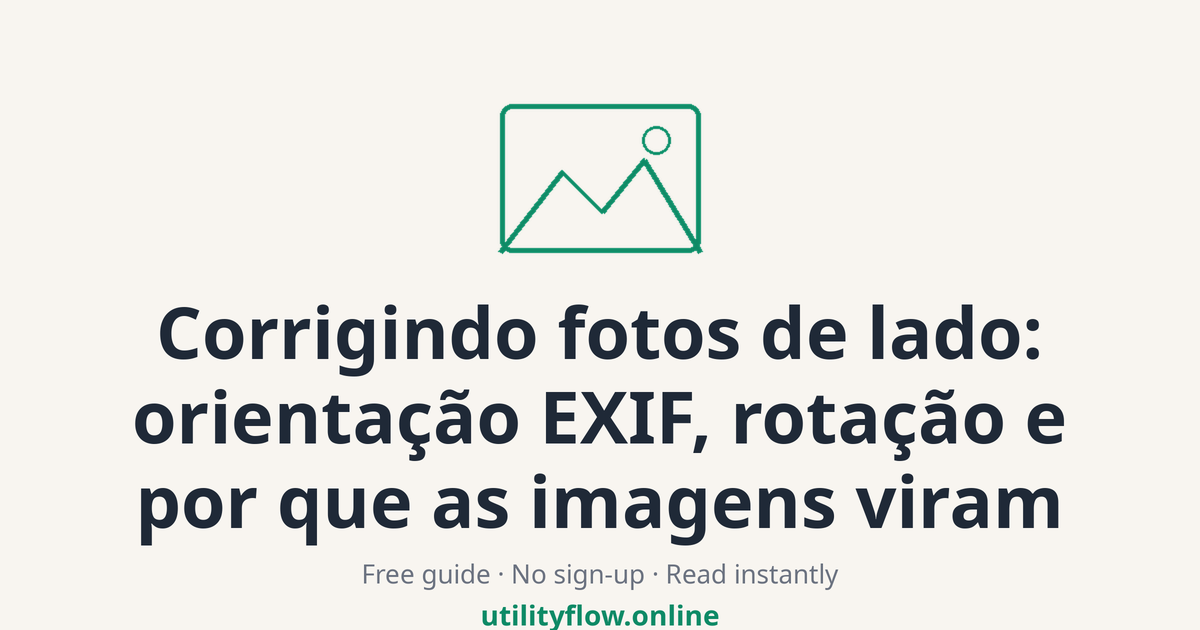 Corrigindo fotos de lado:
orientação EXIF, rotação e
por que as imagens viram
Free guide · No sign-up · Read instantly
utilityflow.online